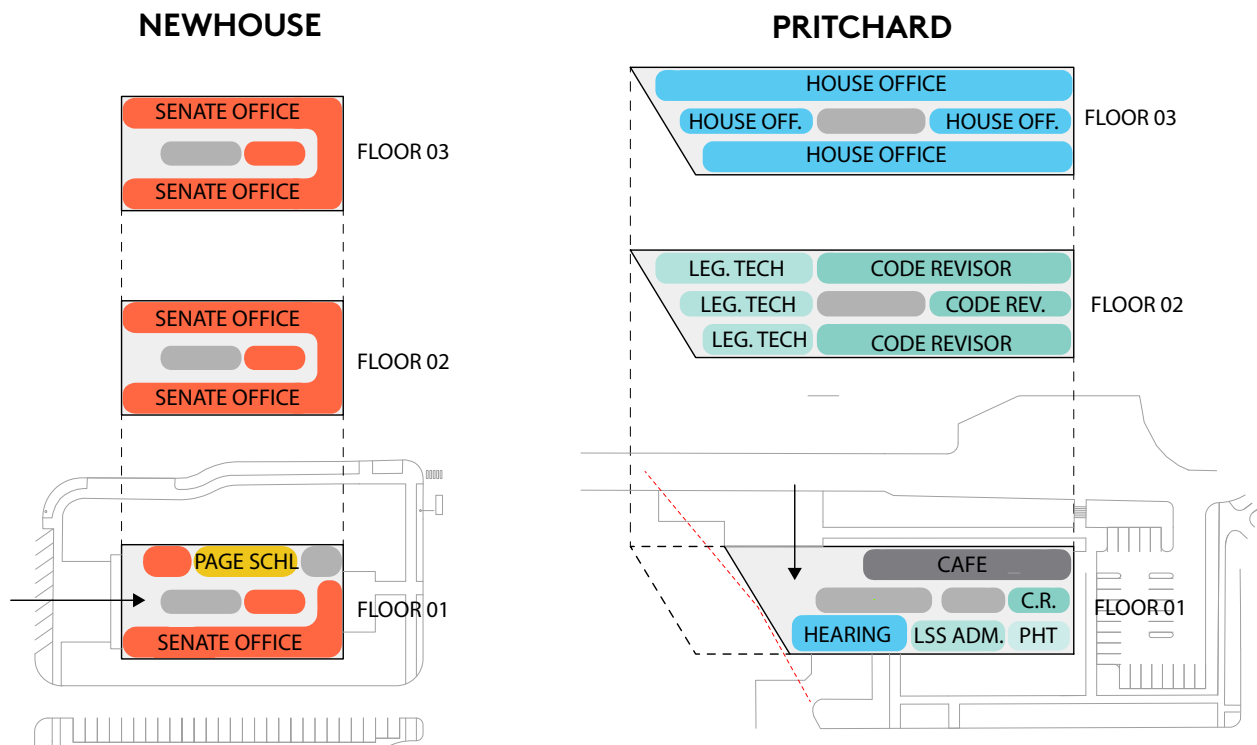 NEWHOUSE
SENATE OFFICE
SENATE OFFICE
FLOOR 03
SENATE OFFICE
SENATE OFFICE
FLOOR 02
PAGE SCHL
SENATE OFFICE
FLOOR 01
PRITCHARD
HOUSE OFFICE
HOUSE OFF.
HOUSE OFF.
HOUSE OFFICE
FLOOR 03
LEG. TECH
CODE REVISOR
LEG. TECH
CODE REV.
LEG. TECH
CODE REVISOR
FLOOR 02
CAFE
C.R.
HEARING
LSS ADM.
PHT
FLOOR 01